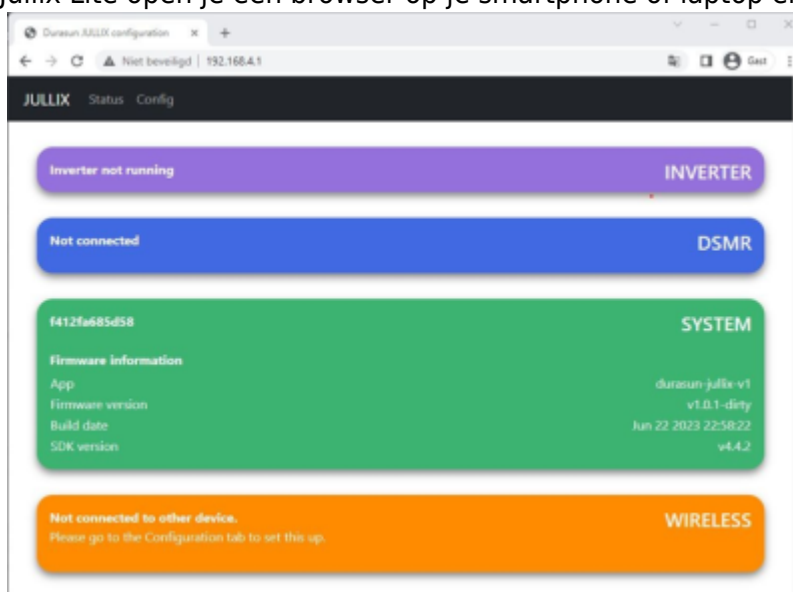 Jullix Lite open je een browser op je smartphone of laptop en
Durasun JULLIX configuration
Niet beveiligd | 192.168.4.1
Gast
JULLIX Status Config
Inverter not running INVERTER
Not connected DSMR
f412fa685d58 SYSTEM
Firmware information
App durasun-jullix-v1
Firmware version v1.0.1-dirty
Build date Jun 22 2023 22:58:22
SDK version v4.4.2
Not connected to other device. WIRELESS
Please go to the Configuration tab to set this up.